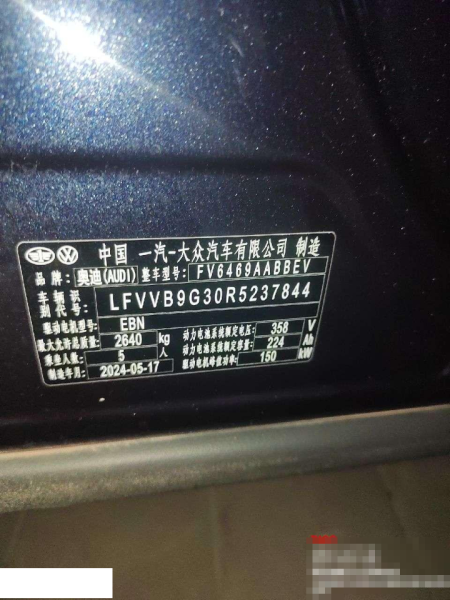 中国 一汽-大众汽车有限公司 制造
品牌: 奥迪(AUDI) 整车型号: FV6469AABBEV
车辆识别代号: LFVVB9G30R5237844
驱动电机型号: EBN 动力电池系统额定电压: 358 V
最大允许总质量: 2640 kg 动力电池系统额定容量: 224 Ah
乘坐人数: 5 人 驱动电机峰值功率: 150 kW
制造年月: 2024-05-17